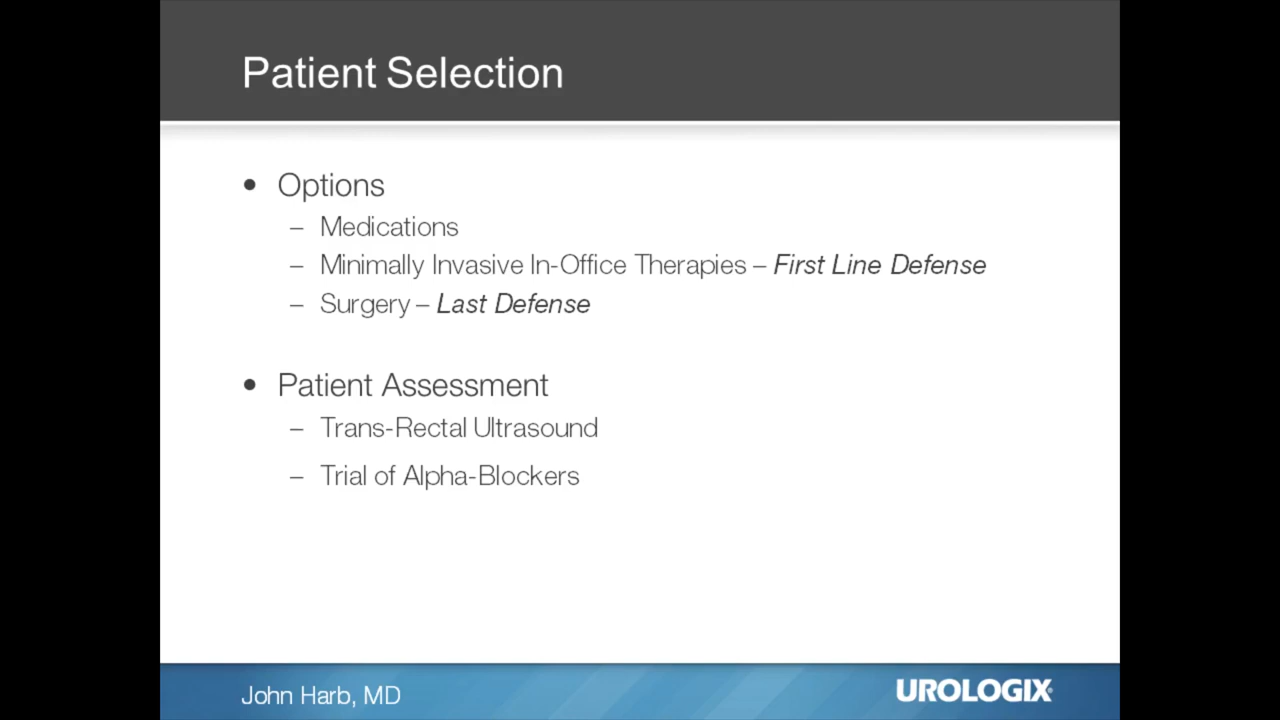 Patient Selection
• Options
– Medications
– Minimally Invasive In-Office Therapies – First Line Defense
– Surgery – Last Defense
• Patient Assessment
– Trans-Rectal Ultrasound
– Trial of Alpha-Blockers
John Harb, MD
UROLOGIX